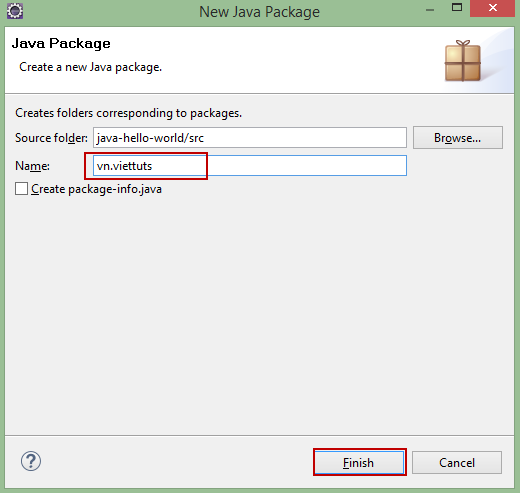 New Java Package
Java Package
Create a new Java package.
Creates folders corresponding to packages.
Source folder: java-hello-world/src Browse...
Name: vn.viettuts
Create package-info.java
? Finish Cancel